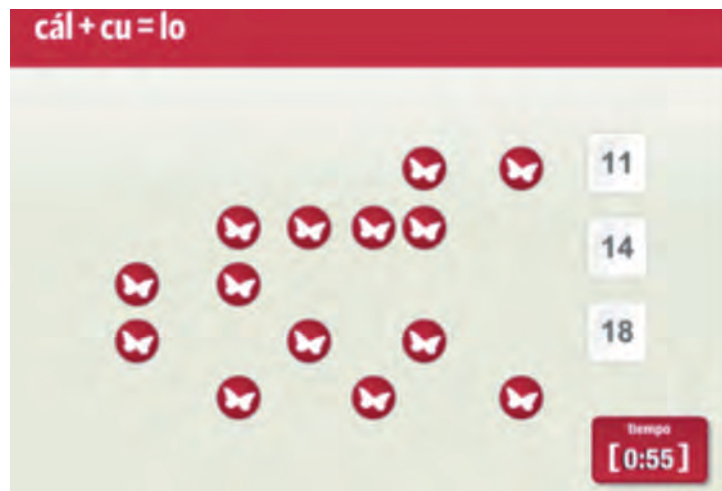 cál + cu = lo
11
14
18
tiempo
[0:55]